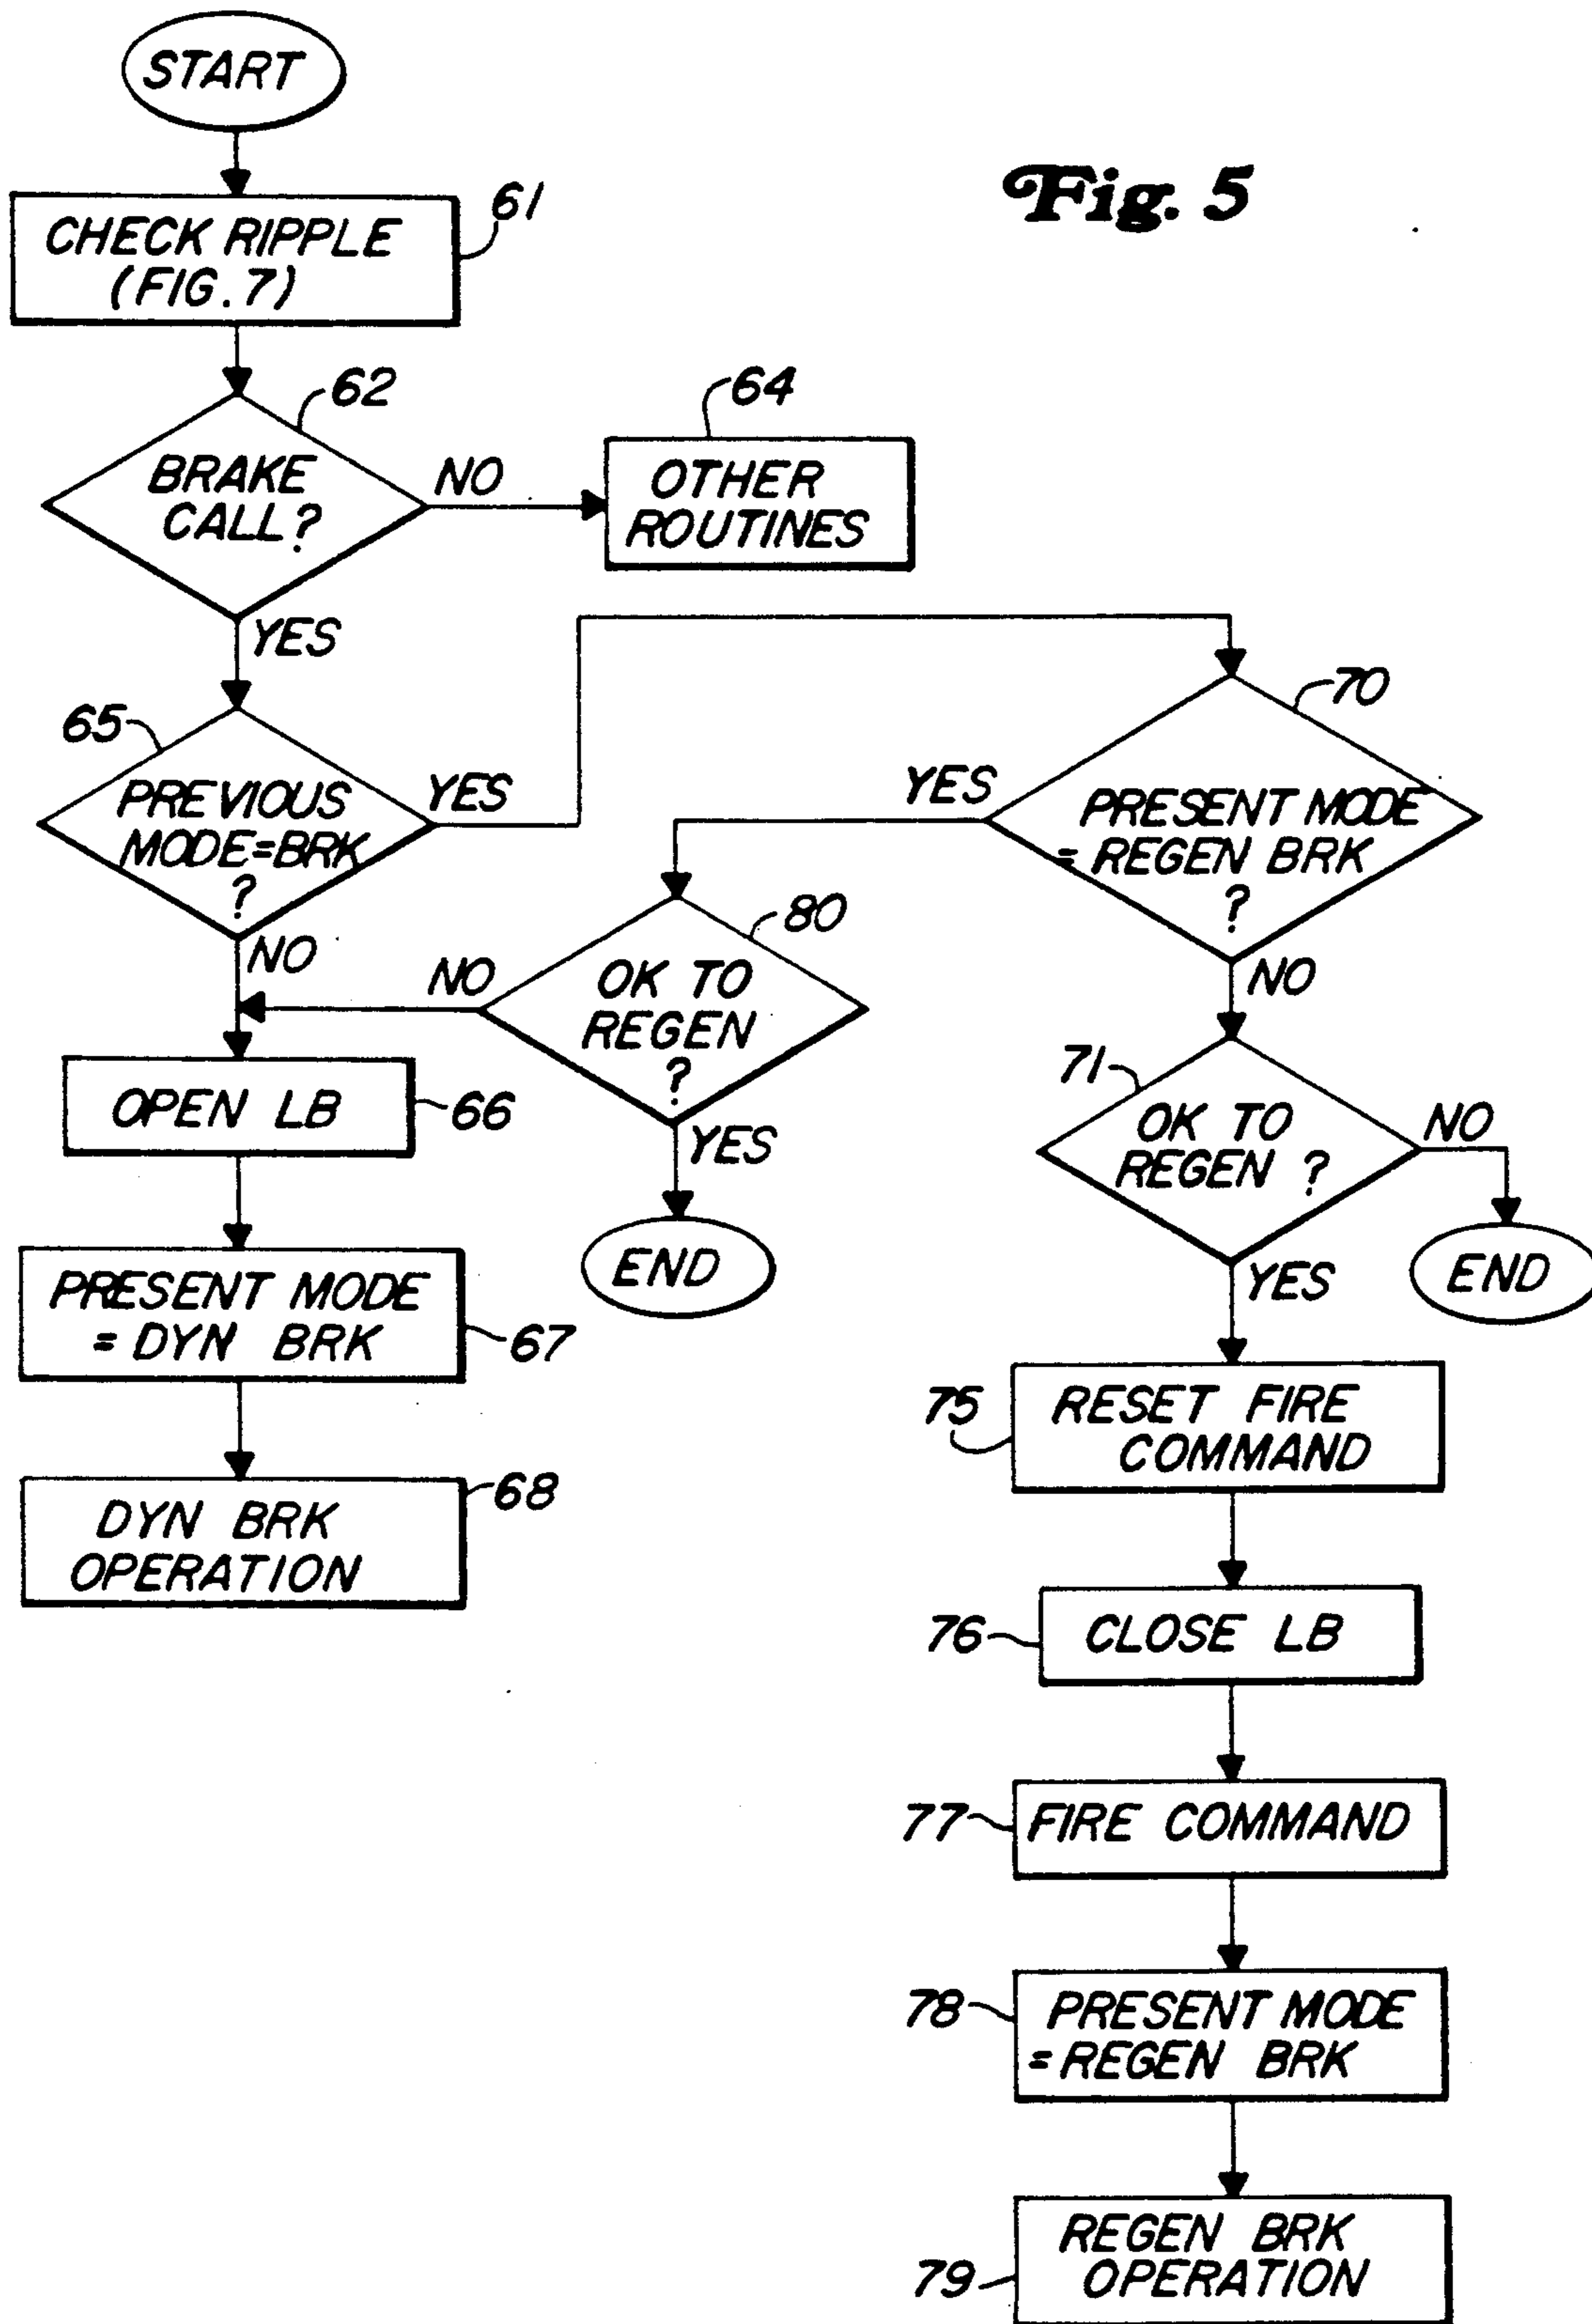 START
Fig. 5
CHECK RIPPLE
(FIG. 7)
61
62
BRAKE
CALL?
NO
64
OTHER
ROUTINES
YES
65
PREVIOUS
MODE=BRK
?
YES
NO
70
PRESENT MODE
= REGEN BRK
?
YES
NO
80
OK TO
REGEN
?
NO
YES
END
71
OK TO
REGEN ?
NO
END
YES
OPEN LB
66
PRESENT MODE
= DYN BRK
67
DYN BRK
OPERATION
68
75
RESET FIRE
COMMAND
76
CLOSE LB
77
FIRE COMMAND
78
PRESENT MODE
= REGEN BRK
79
REGEN BRK
OPERATION